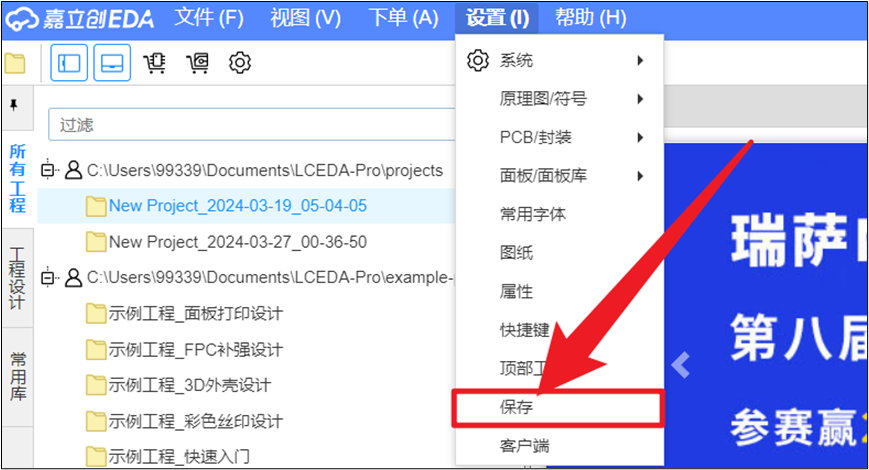 嘉立创EDA 文件 (F) 视图 (V) 下单 (A) 设置 (I) 帮助 (H)
系统
原理图/符号
PCB/封装
面板/面板库
常用字体
图纸
属性
快捷键
顶部工
保存
客户端
所有工程
工程设计
常用库
过滤
C:\Users\99339\Documents\LCEDA-Pro\projects
New Project_2024-03-19_05-04-05
New Project_2024-03-27_00-36-50
C:\Users\99339\Documents\LCEDA-Pro\example-
示例工程_面板打印设计
示例工程_FPC补强设计
示例工程_3D外壳设计
示例工程_彩色丝印设计
示例工程_快速入门
瑞萨
第八届
参赛赢